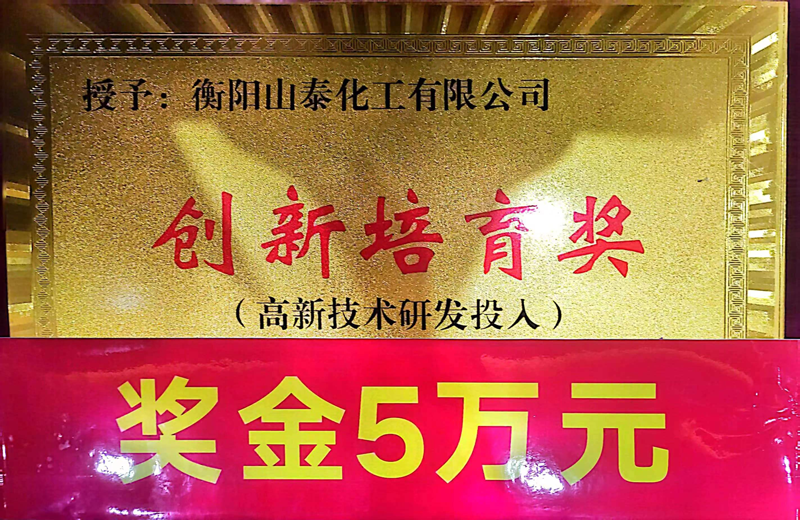 授予：衡阳山泰化工有限公司
创新培育奖
（高新技术研发投入）
奖金5万元